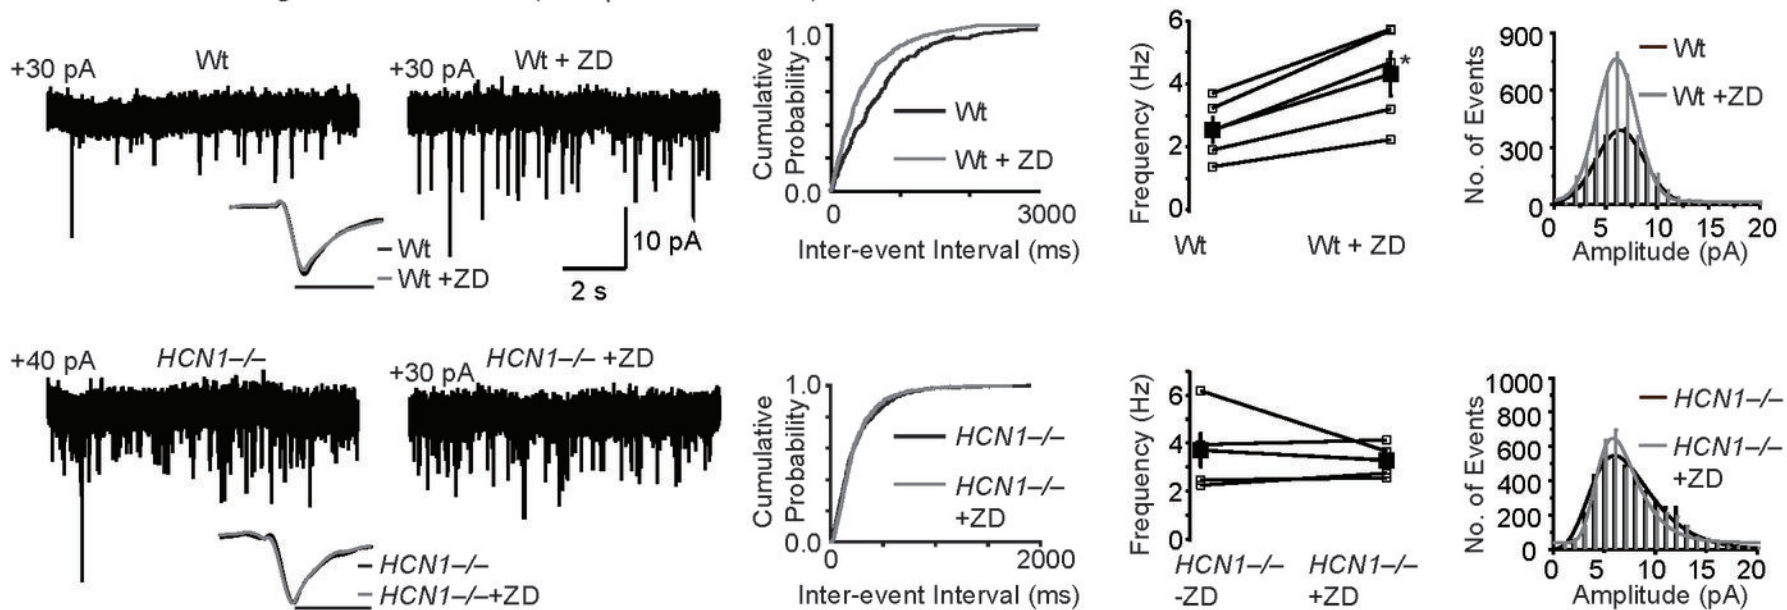 +30 pA
Wt
+30 pA
Wt + ZD
Wt
Wt +ZD
10 pA
2 s
Cumulative
Probability
1.0
0.0
Wt
Wt + ZD
0
3000
Inter-event Interval (ms)
Frequency (Hz)
6
4
2
0
*
Wt
Wt + ZD
No. of Events
900
600
300
0
Wt
Wt +ZD
0
5
10
15
20
Amplitude (pA)
+40 pA
HCN1–/–
+30 pA
HCN1–/– +ZD
HCN1–/–
HCN1–/–+ZD
Cumulative
Probability
1.0
0.0
HCN1–/–
HCN1–/–
+ZD
0
2000
Inter-event Interval (ms)
Frequency (Hz)
6
4
2
0
HCN1–/–
-ZD
HCN1–/–
+ZD
No. of Events
1000
800
600
400
200
0
HCN1–/–
HCN1–/–
+ZD
0
5
10
15
20
Amplitude (pA)